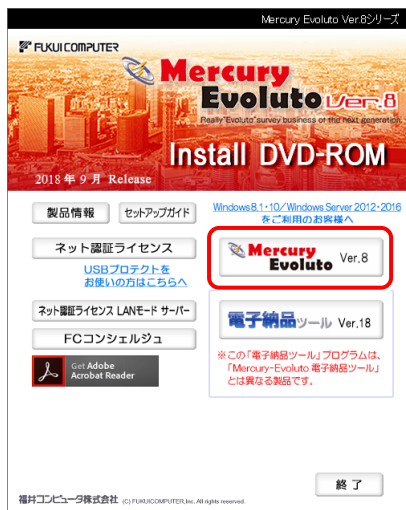 Mercury Evoluto Ver.8シリーズ
FUKUI COMPUTER
Mercury
Evoluto Ver.8
Really"Evoluto"survey business of the next generation.
Install DVD-ROM
2018 年 9 月 Release
製品情報
セットアップガイド
Windows8.1・10／Windows Server 2012・2016
をご利用のお客様へ
ネット認証ライセンス
USBプロテクトを
お使いの方はこちらへ
Mercury
Evoluto Ver.8
ネット認証ライセンス LANモード サーバー
FCコンシェルジュ
電子納品ツール Ver.18
Get Adobe
Acrobat Reader
※この「電子納品ツール」プログラムは、
「Mercury-Evoluto 電子納品ツール」
とは異なる製品です。
終 了
福井コンピュータ株式会社 (C) FUKUICOMPUTER,Inc. All rights reserved.